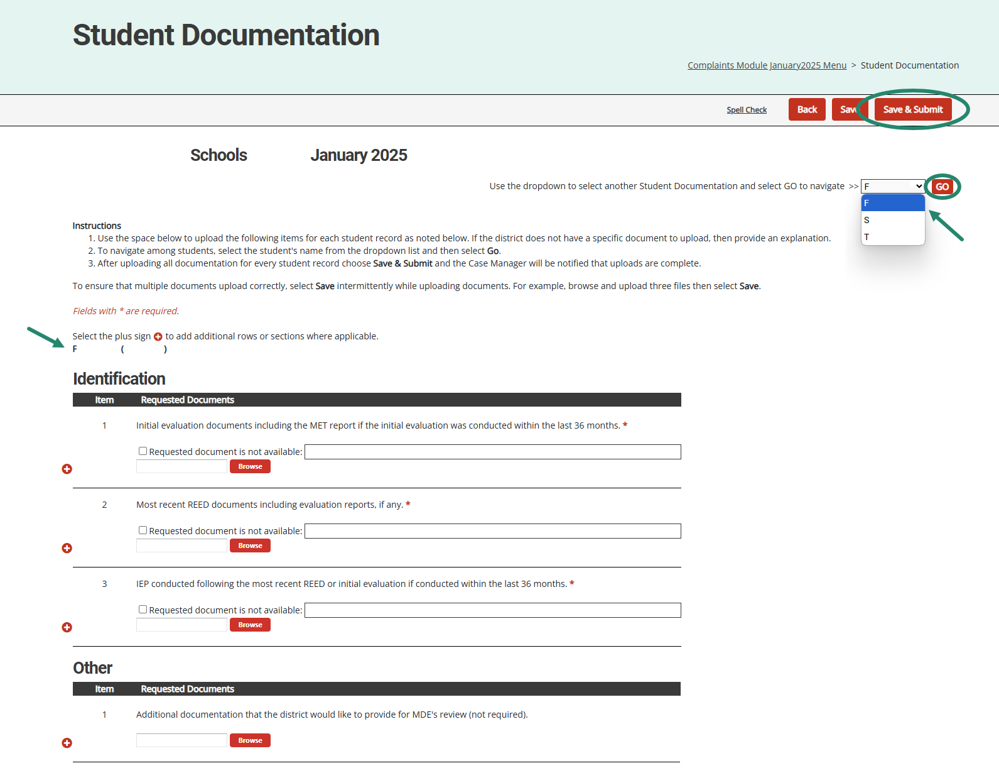 Student Documentation
Complaints Module January2025 Menu > Student Documentation
Spell Check Back Save Save & Submit
Schools January 2025
Use the dropdown to select another Student Documentation and select GO to navigate >> F GO
F
S
T
Instructions
1. Use the space below to upload the following items for each student record as noted below. If the district does not have a specific document to upload, then provide an explanation.
2. To navigate among students, select the student's name from the dropdown list and then select Go.
3. After uploading all documentation for every student record choose Save & Submit and the Case Manager will be notified that uploads are complete.
To ensure that multiple documents upload correctly, select Save intermittently while uploading documents. For example, browse and upload three files then select Save.
Fields with * are required.
Select the plus sign to add additional rows or sections where applicable.
F ( )
Identification
Item Requested Documents
1 Initial evaluation documents including the MET report if the initial evaluation was conducted within the last 36 months. *
Requested document is not available:
Browse
2 Most recent REED documents including evaluation reports, if any. *
Requested document is not available:
Browse
3 IEP conducted following the most recent REED or initial evaluation if conducted within the last 36 months. *
Requested document is not available:
Browse
Other
Item Requested Documents
1 Additional documentation that the district would like to provide for MDE's review (not required).
Browse